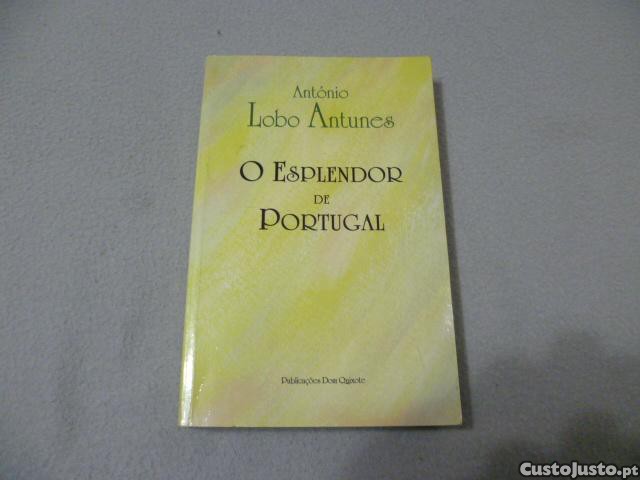 António
Lobo Antunes
O Esplendor
de
Portugal
Publicações Dom Quixote
CustoJusto.pt